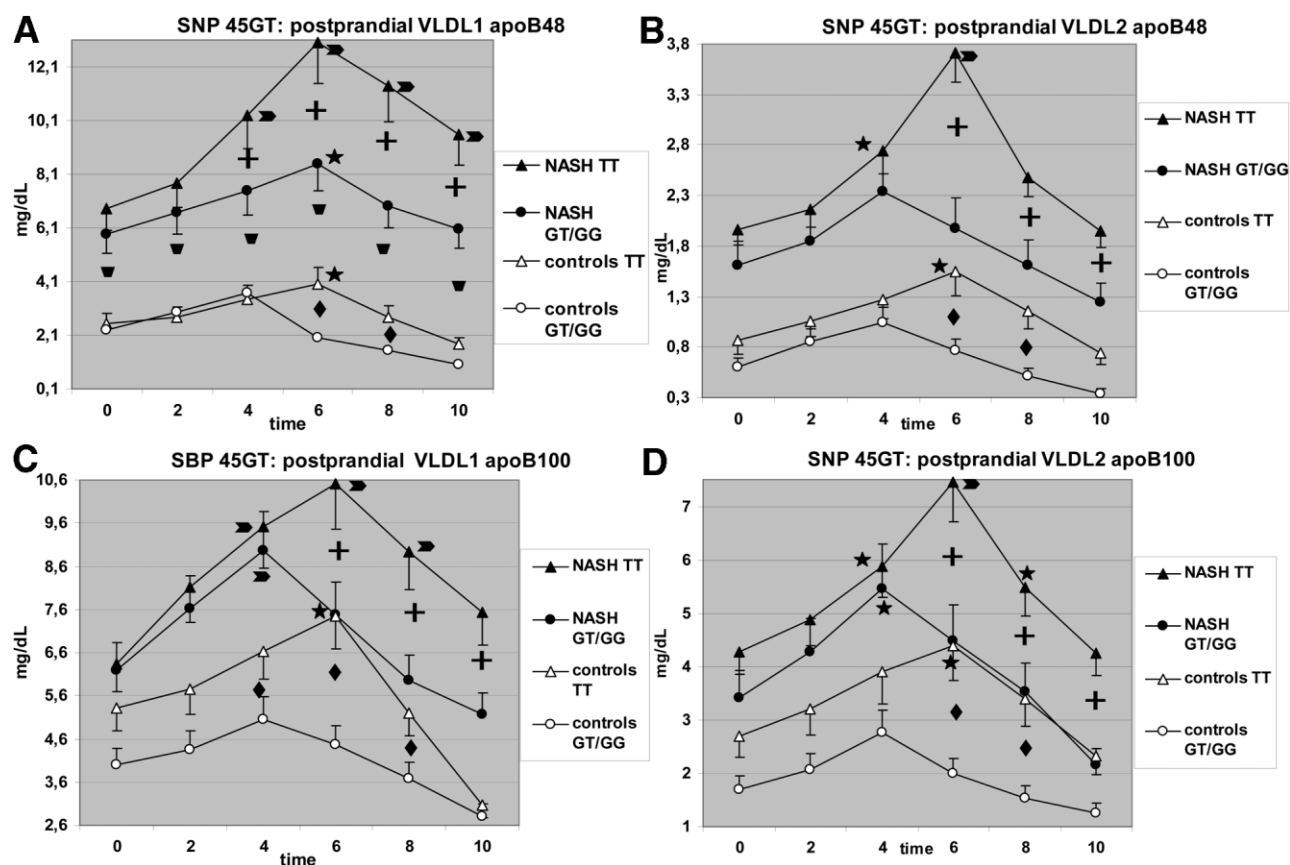 A
SNP 45GT: postprandial VLDL1 apoB48
mg/dL
12,1
10,1
8,1
6,1
4,1
2,1
0,1
0 2 4 6 8 10
time
NASH TT
NASH
GT/GG
controls TT
controls
GT/GG
B
SNP 45GT: postprandial VLDL2 apoB48
mg/dL
3,8
3,3
2,8
2,3
1,8
1,3
0,8
0,3
0 2 4 6 8 10
time
NASH TT
NASH GT/GG
controls TT
controls
GT/GG
C
SBP 45GT: postprandial VLDL1 apoB100
mg/dL
10,6
9,6
8,6
7,6
6,6
5,6
4,6
3,6
2,6
0 2 4 6 8 10
time
NASH TT
NASH
GT/GG
controls
TT
controls
GT/GG
D
SNP 45GT: postprandial VLDL2 apoB100
mg/dL
7
6
5
4
3
2
1
0 2 4 6 8 10
time
NASH TT
NASH
GT/GG
controls TT
controls
GT/GG